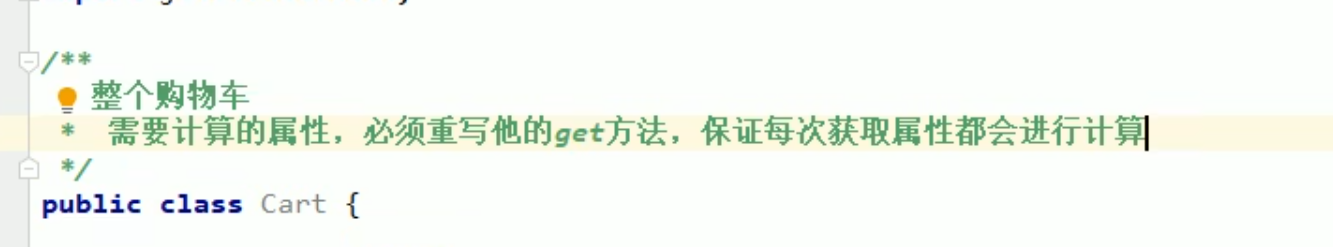 /**
整个购物车
*  需要计算的属性，必须重写他的get方法，保证每次获取属性都会进行计算
*/
public class Cart {